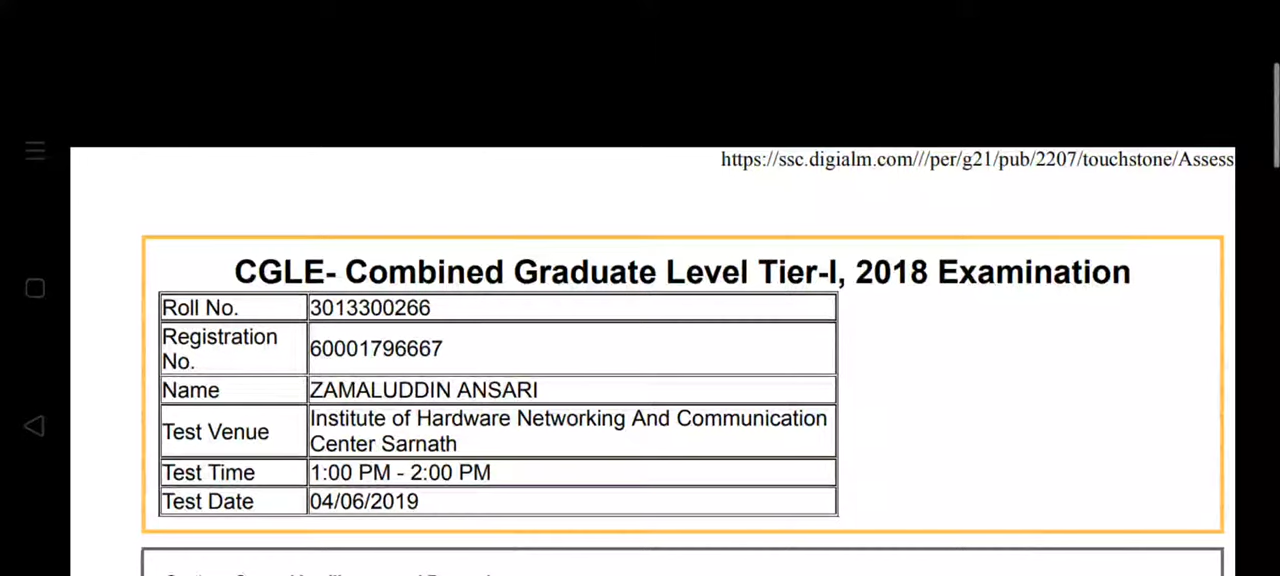 https://ssc.digialm.com///per/g21/pub/2207/touchstone/Assess
CGLE- Combined Graduate Level Tier-I, 2018 Examination
Roll No. 3013300266
Registration No. 60001796667
Name ZAMALUDDIN ANSARI
Test Venue Institute of Hardware Networking And Communication Center Sarnath
Test Time 1:00 PM - 2:00 PM
Test Date 04/06/2019